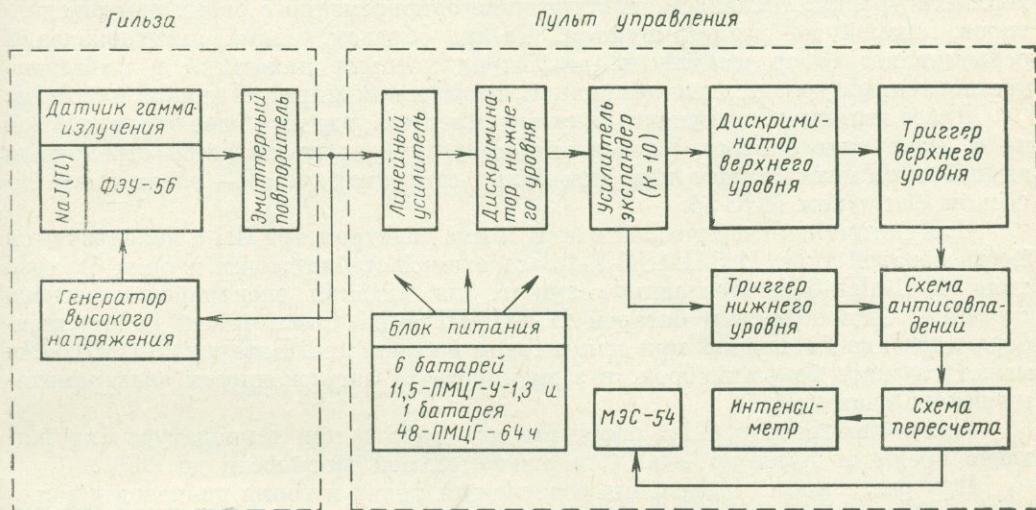 Гильза
Пульт управления
Датчик гамма-
излучения
NaJ(Tl)
ФЭУ-56
Эмиттерный
повторитель
Линейный
усилитель
Дискримина-
тор нижне-
го уровня
Усилитель
экспандер
(K=10)
Дискрими-
натор
верхнего
уровня
Триггер
верхнего
уровня
Генератор
высокого
напряжения
Блок питания
6 батарей
11,5-ПМЦГ-У-1,3 и
1 батарея
48-ПМЦГ-64ч
Триггер
нижнего
уровня
Схема
антисовпа-
дений
МЭС-54
Интенси-
метр
Схема
пересчета